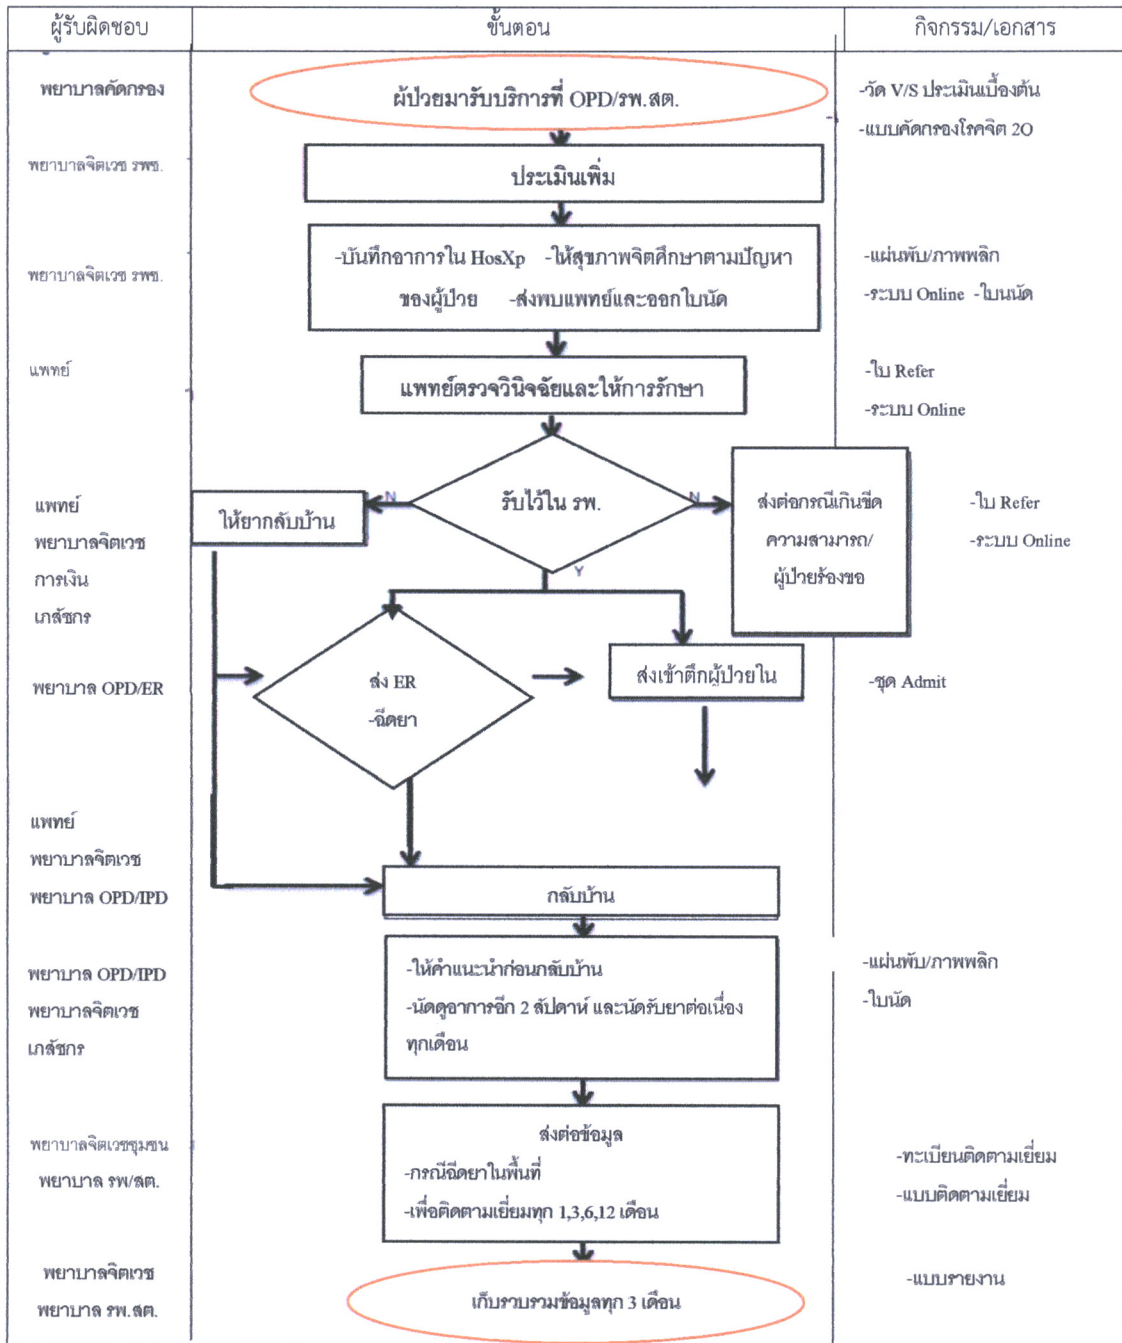 ผู้รับผิดชอบ
ขั้นตอน
กิจกรรม/เอกสาร
พยาบาลคัดกรอง
ผู้ป่วยมารับบริการที่ OPD/รพ.สต.
-วัด V/S ประเมินเบื้องต้น
-แบบคัดกรองโรคจิต 2O
พยาบาลจิตเวช รพช.
ประเมินเพิ่ม
พยาบาลจิตเวช รพช.
-บันทึกอาการใน HosXp -ให้สุขภาพจิตศึกษาตามปัญหา
ของผู้ป่วย -ส่งพบแพทย์และออกใบนัด
-แผ่นพับ/ภาพพลิก
-ระบบ Online -ใบนนัด
แพทย์
แพทย์ตรวจวินิจฉัยและให้การรักษา
-ใบ Refer
-ระบบ Online
แพทย์
พยาบาลจิตเวช
การเงิน
เภสัชกร
ให้ยากลับบ้าน
N
รับไว้ใน รพ.
N
Y
ส่งต่อกรณีเกินขีด
ความสามารถ/
ผู้ป่วยร้องขอ
-ใบ Refer
-ระบบ Online
พยาบาล OPD/ER
ส่ง ER
-ฉีดยา
ส่งเข้าตึกผู้ป่วยใน
-ชุด Admit
แพทย์
พยาบาลจิตเวช
พยาบาล OPD/IPD
กลับบ้าน
พยาบาล OPD/IPD
พยาบาลจิตเวช
เภสัชกร
-ให้คำแนะนำก่อนกลับบ้าน
-นัดดูอาการอีก 2 สัปดาห์ และนัดรับยาต่อเนื่อง
ทุกเดือน
-แผ่นพับ/ภาพพลิก
-ใบนัด
พยาบาลจิตเวชชุมชน
พยาบาล รพ/สต.
ส่งต่อข้อมูล
-กรณีฉีดยาในพื้นที่
-เพื่อติดตามเยี่ยมทุก 1,3,6,12 เดือน
-ทะเบียนติดตามเยี่ยม
-แบบติดตามเยี่ยม
พยาบาลจิตเวช
พยาบาล รพ.สต.
เก็บรวบรวมข้อมูลทุก 3 เดือน
-แบบรายงาน